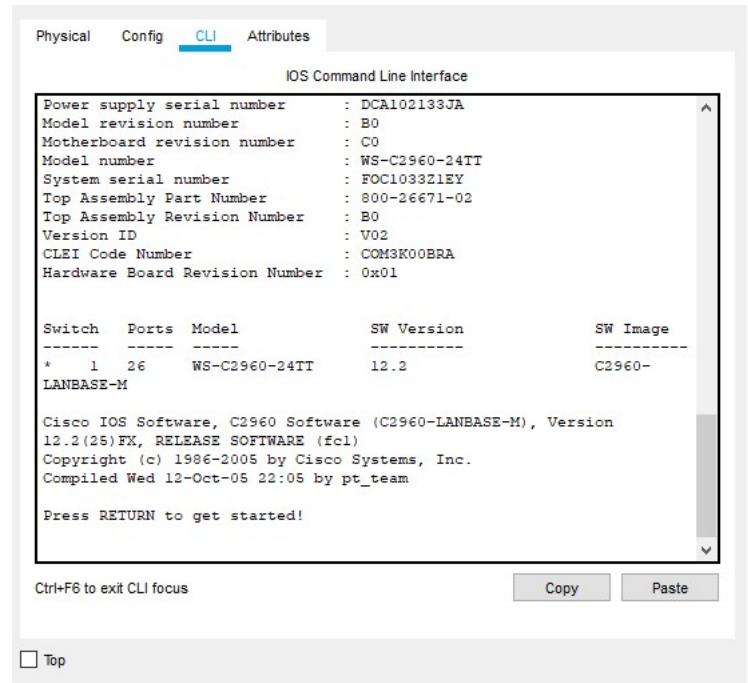 Physical Config CLI Attributes
IOS Command Line Interface
Power supply serial number : DCA102133JA
Model revision number : B0
Motherboard revision number : C0
Model number : WS-C2960-24TT
System serial number : FOC1033Z1EY
Top Assembly Part Number : 800-26671-02
Top Assembly Revision Number : B0
Version ID : V02
CLEI Code Number : COM3K00BRA
Hardware Board Revision Number : 0x01
Switch Ports Model SW Version SW Image
------ ----- ----- ---------- ----------
* 1 26 WS-C2960-24TT 12.2 C2960-
LANBASE-M
Cisco IOS Software, C2960 Software (C2960-LANBASE-M), Version
12.2(25)FX, RELEASE SOFTWARE (fc1)
Copyright (c) 1986-2005 by Cisco Systems, Inc.
Compiled Wed 12-Oct-05 22:05 by pt_team
Press RETURN to get started!
Ctrl+F6 to exit CLI focus Copy Paste
Top